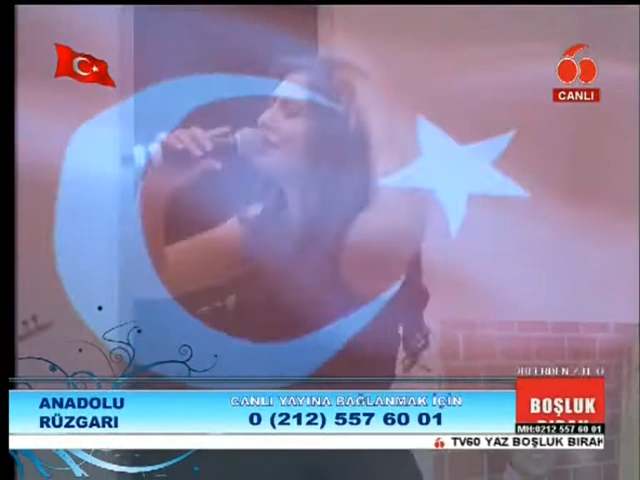 CANLI
ANADOLU
RÜZGARI
CANLI YAYINA BAĞLANMAK İÇİN
0 (212) 557 60 01
BOŞLUK
BIRAK
MH:0212 557 60 01
TV60 YAZ BOŞLUK BIRAK